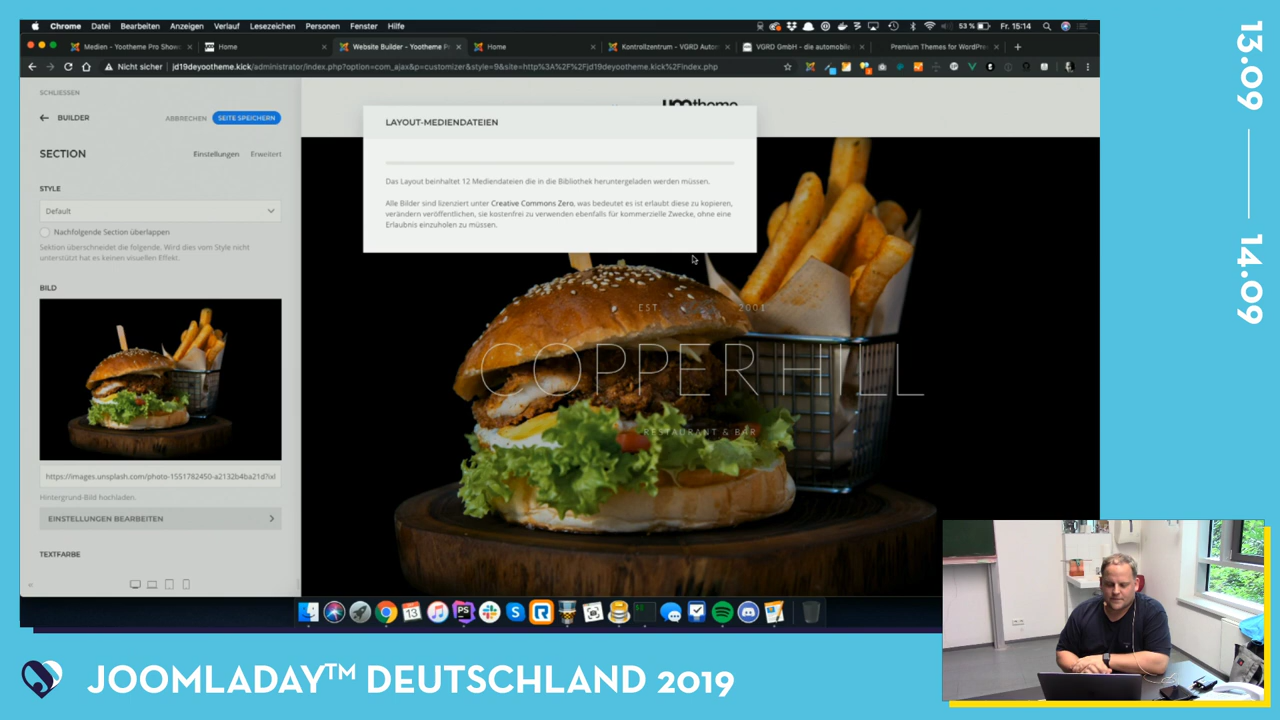 Chrome Datei Bearbeiten Anzeigen Verlauf Lesezeichen Personen Fenster Hilfe
53 % Fr. 15:14
Medien - Yootheme Pro Show
Home
Website Builder - Yootheme P
Home
Kontrollzentrum - VGRD Auto
VGRD GmbH - die automobile
Premium Themes for WordPre
Nicht sicher | jd19deyootheme.kick/administrator/index.php?option=com_ajax&p=customizer&style=9&site=http%3A%2F%2Fjd19deyootheme.kick%2Findex.php
SCHLIESSEN
BUILDER
ABBRECHEN
SEITE SPEICHERN
SECTION
Einstellungen
Erweitert
STYLE
Default
Nachfolgende Section überlappen
Sektion überschneidet die folgende. Wird dies vom Style nicht
unterstützt hat es keinen visuellen Effekt.
BILD
https://images.unsplash.com/photo-1551782450-a2132b4ba21d?ixl
Hintergrund-Bild hochladen.
EINSTELLUNGEN BEARBEITEN
TEXTFARBE
yootheme
LAYOUT-MEDIENDATEIEN
Das Layout beinhaltet 12 Mediendateien die in die Bibliothek heruntergeladen werden müssen.
Alle Bilder sind lizenziert unter Creative Commons Zero, was bedeutet es ist erlaubt diese zu kopieren,
verändern veröffentlichen, sie kostenfrei zu verwenden ebenfalls für kommerzielle Zwecke, ohne eine
Erlaubnis einzuholen zu müssen.
EST 2001
COPPER HILL
RESTAURANT & BAR
13.09
14.09
JOOMLADAY™ DEUTSCHLAND 2019